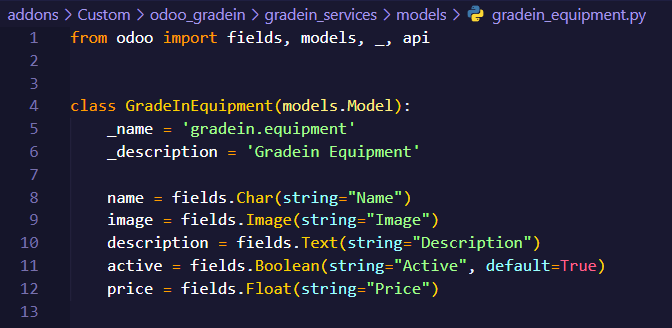 addons > Custom > odoo_gradein > gradein_services > models > gradein_equipment.py
1 from odoo import fields, models, _, api
2
3
4 class GradeInEquipment(models.Model):
5     _name = 'gradein.equipment'
6     _description = 'Gradein Equipment'
7
8     name = fields.Char(string="Name")
9     image = fields.Image(string="Image")
10     description = fields.Text(string="Description")
11     active = fields.Boolean(string="Active", default=True)
12     price = fields.Float(string="Price")
13